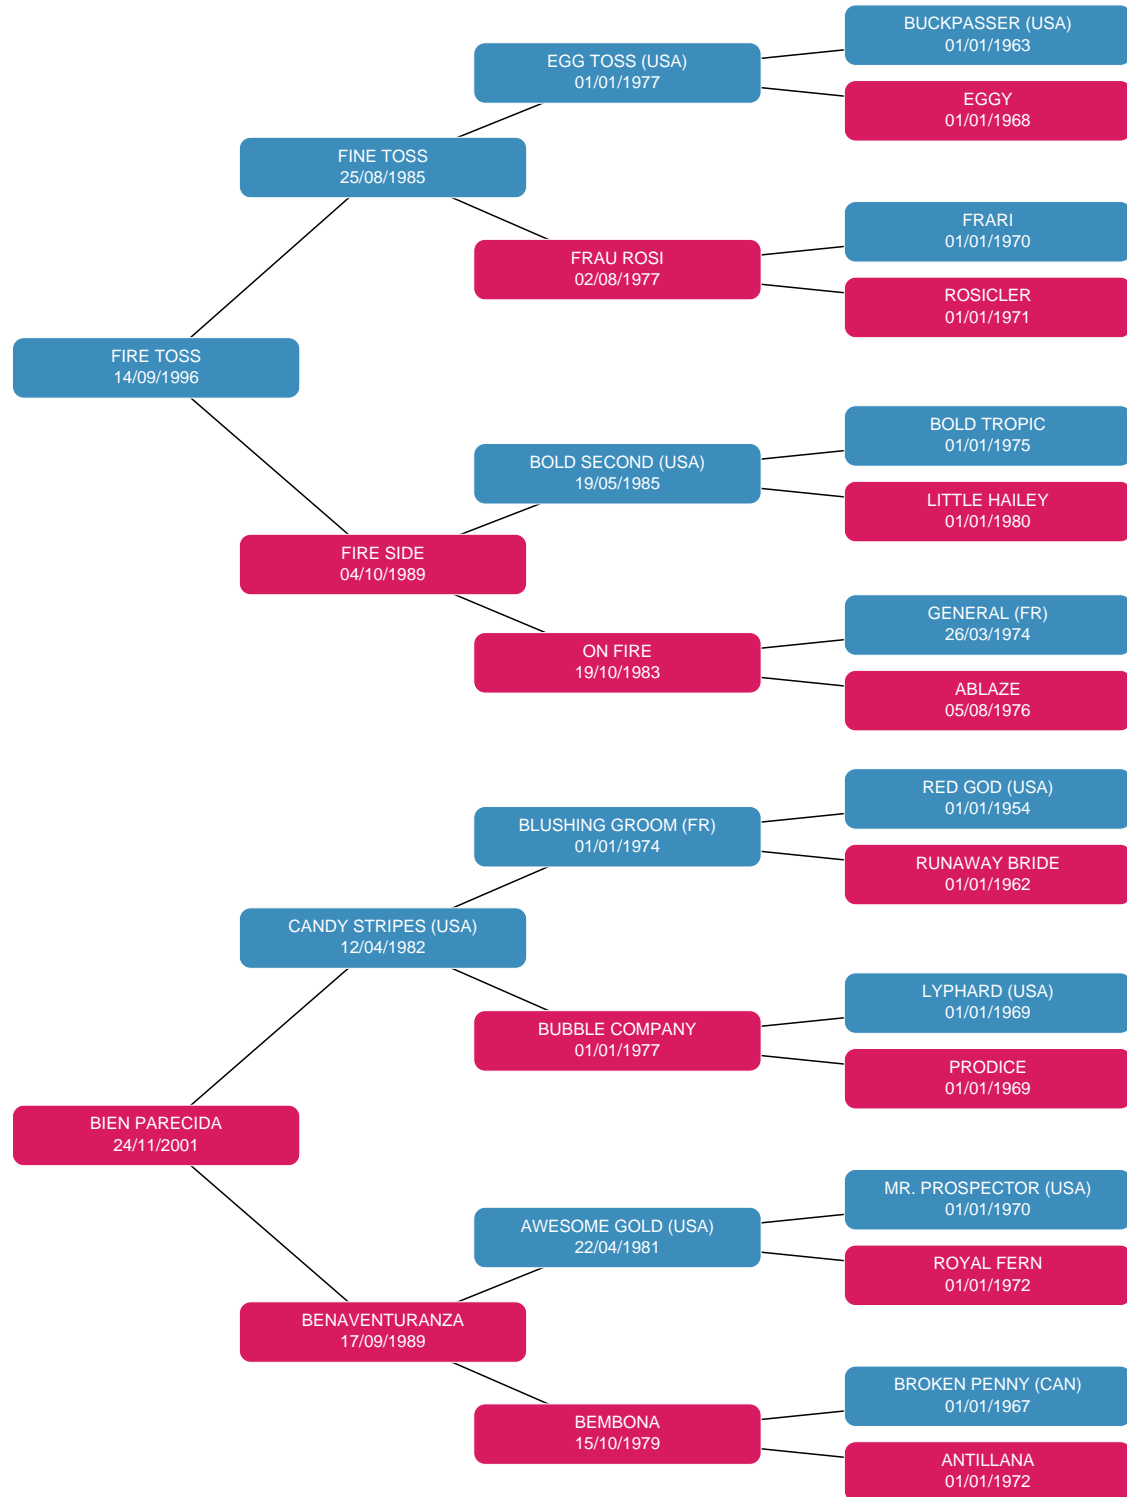 BUCKPASSER (USA)
01/01/1963
EGG TOSS (USA)
01/01/1977
EGGY
01/01/1968
FINE TOSS
25/08/1985
FRARI
01/01/1970
FRAU ROSI
02/08/1977
ROSICLER
01/01/1971
FIRE TOSS
14/09/1996
BOLD TROPIC
01/01/1975
BOLD SECOND (USA)
19/05/1985
LITTLE HAILEY
01/01/1980
FIRE SIDE
04/10/1989
GENERAL (FR)
26/03/1974
ON FIRE
19/10/1983
ABLAZE
05/08/1976
RED GOD (USA)
01/01/1954
BLUSHING GROOM (FR)
01/01/1974
RUNAWAY BRIDE
01/01/1962
CANDY STRIPES (USA)
12/04/1982
LYPHARD (USA)
01/01/1969
BUBBLE COMPANY
01/01/1977
PRODICE
01/01/1969
BIEN PARECIDA
24/11/2001
MR. PROSPECTOR (USA)
01/01/1970
AWESOME GOLD (USA)
22/04/1981
ROYAL FERN
01/01/1972
BENAVENTURANZA
17/09/1989
BROKEN PENNY (CAN)
01/01/1967
BEMBONA
15/10/1979
ANTILLANA
01/01/1972